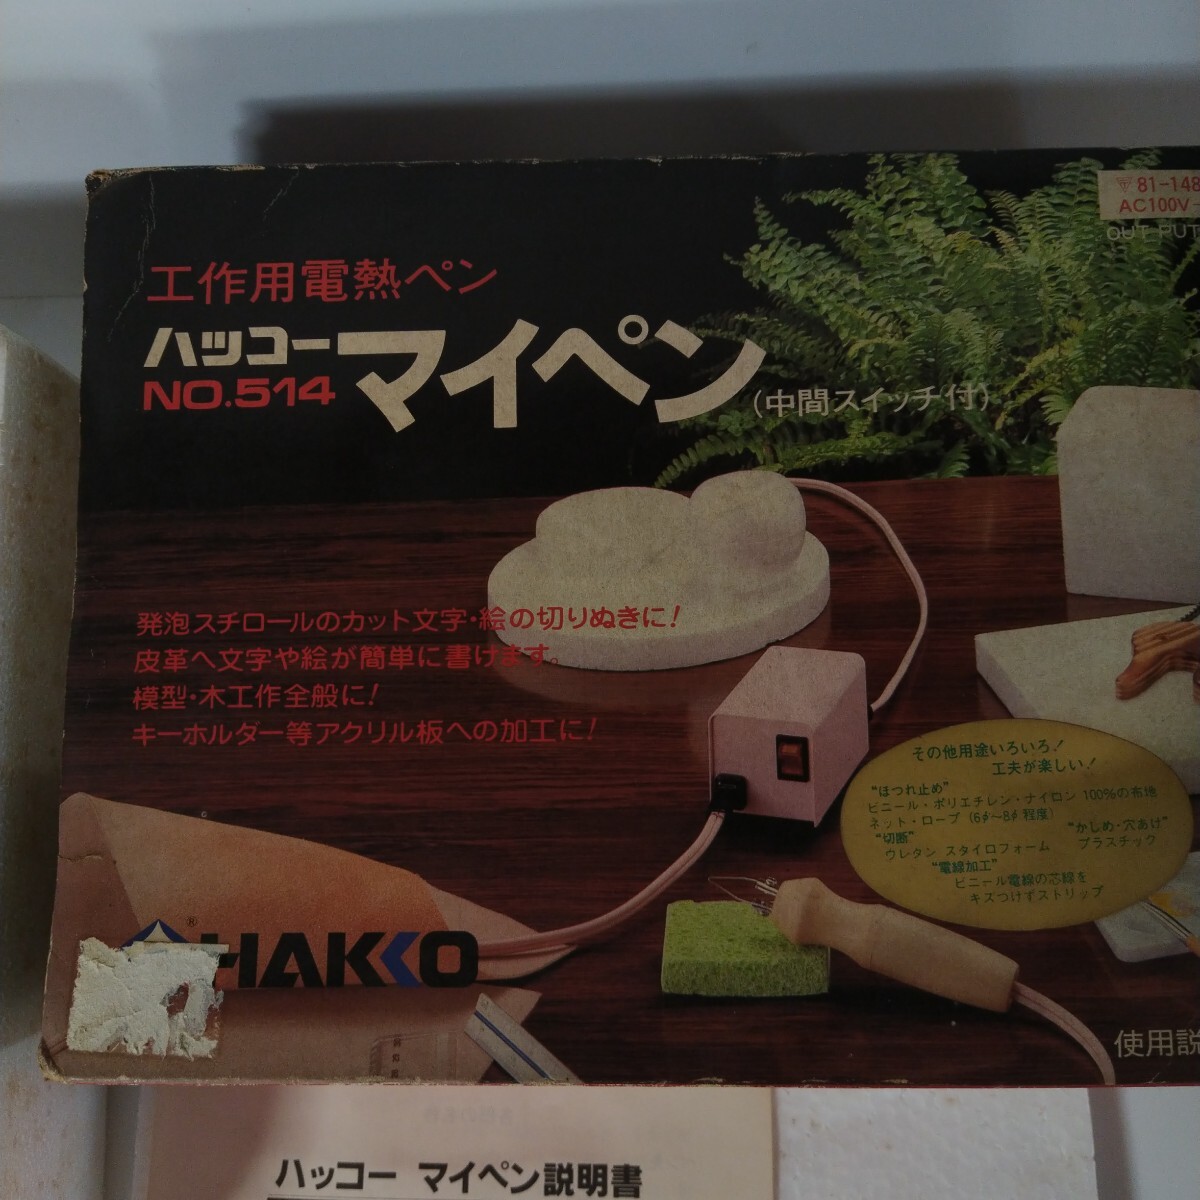 ▽81-148
AC100V-
OUT PUT
工作用電熱ペン
ハッコー
NO.514
マイペン
(中間スイッチ付)
発泡スチロールのカット文字・絵の切りぬきに!
皮革へ文字や絵が簡単に書けます。
模型・木工作全般に!
キーホルダー等アクリル板への加工に!
その他用途いろいろ!
工夫が楽しい!
"ほつれ止め"
ビニール・ポリエチレン・ナイロン 100%の布地
ネット・ロープ (6φ〜8φ程度)
"かしめ・穴あけ"
プラスチック
"切断"
ウレタン スタイロフォーム
"電線加工"
ビニール電線の芯線を
キズつけずストリップ
®HAKKO
使用説
ハッコー マイペン説明書